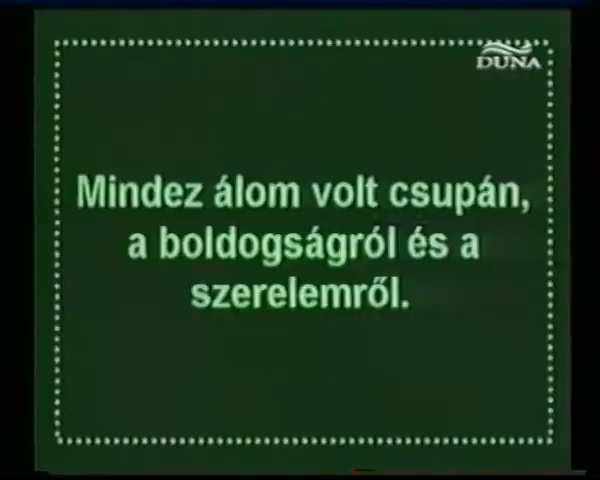 DUNA
Mindez álom volt csupán,
a boldogságról és a
szerelemről.